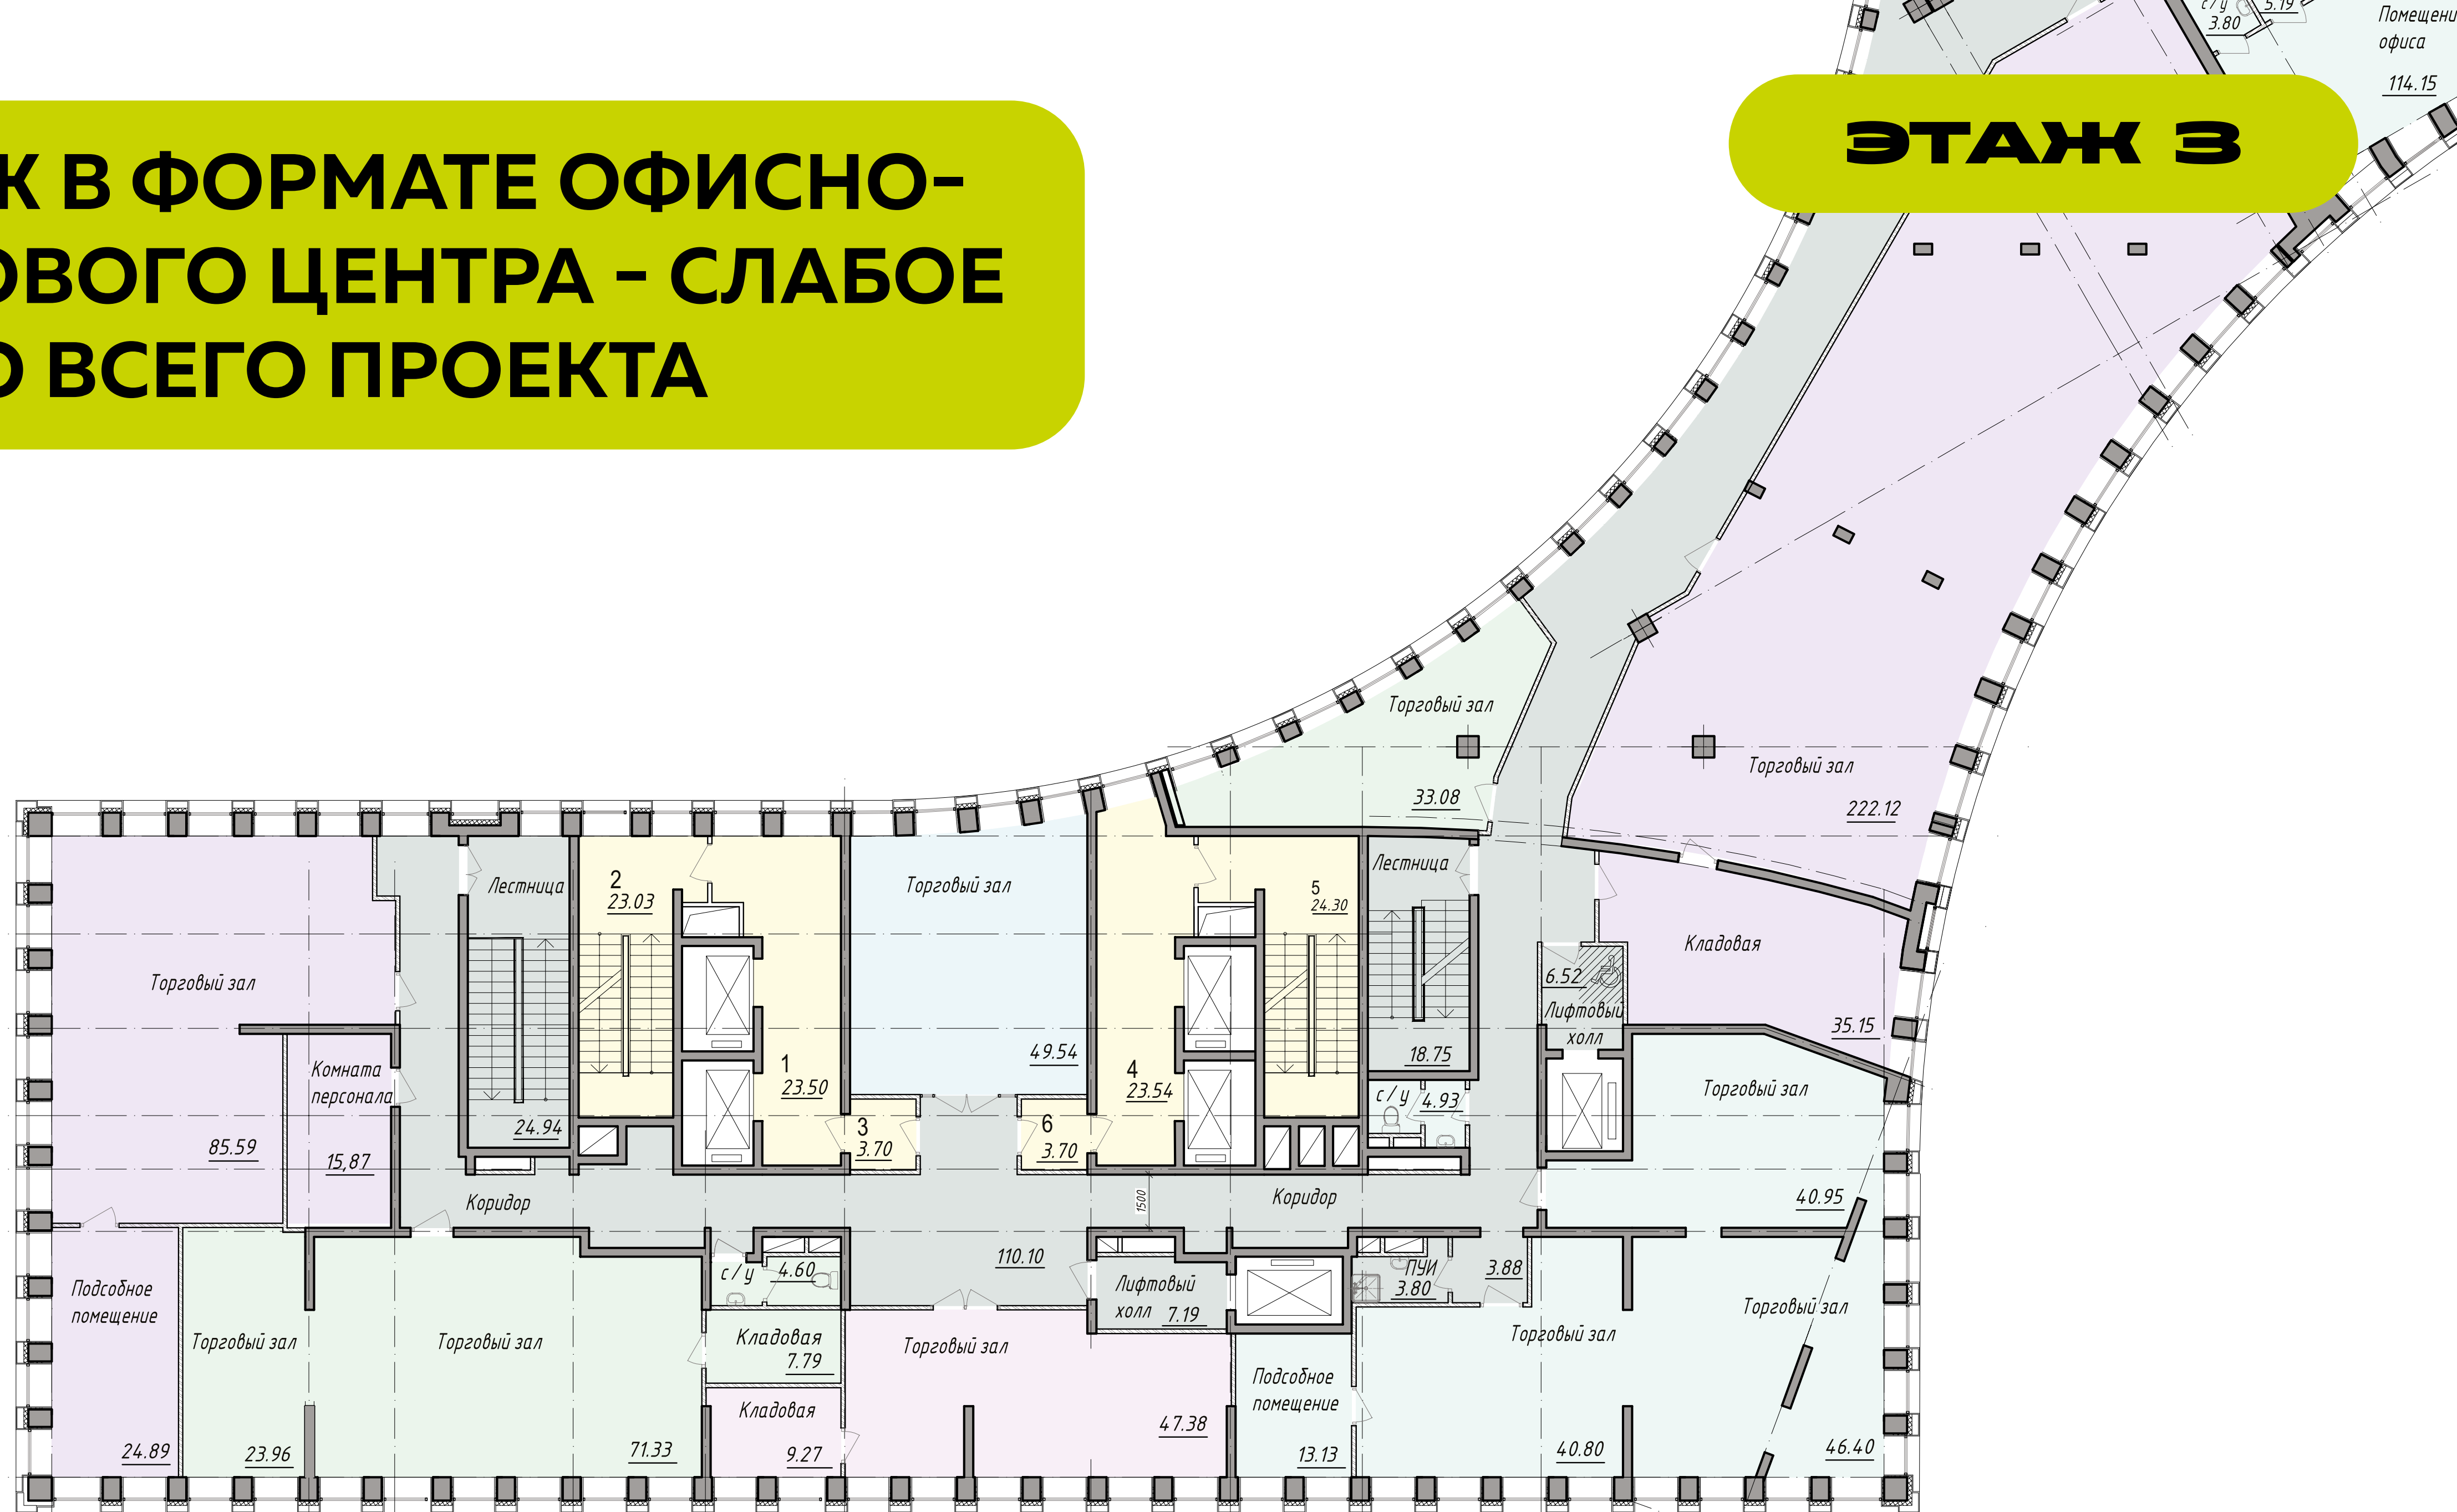 с/у
3.80
5.19
офиса
114.15
ЭТАЖ 3
В ФОРМАТЕ ОФИСНО-
ЦЕНТРА - СЛАБОЕ
ВСЕГО ПРОЕКТА
Торговый зал
33.08
Торговый зал
222.12
Лестница
2
23.03
Торговый зал
5
24.30
Лестница
Кладовая
35.15
6.52
Лифтовый
холл
Торговый зал
85.59
Комната
персонала
15,87
24.94
1
23.50
49.54
4
23.54
18.75
с/у
4.93
Торговый зал
40.95
3
3.70
6
3.70
Коридор
1500
Коридор
110.10
с/у
4.60
Лифтовый
холл 7.19
ПУИ
3.80
3.88
Подсобное
помещение
24.89
Торговый зал
23.96
Торговый зал
71.33
Кладовая
7.79
Кладовая
9.27
Торговый зал
47.38
Подсобное
помещение
13.13
Торговый зал
40.80
Торговый зал
46.40